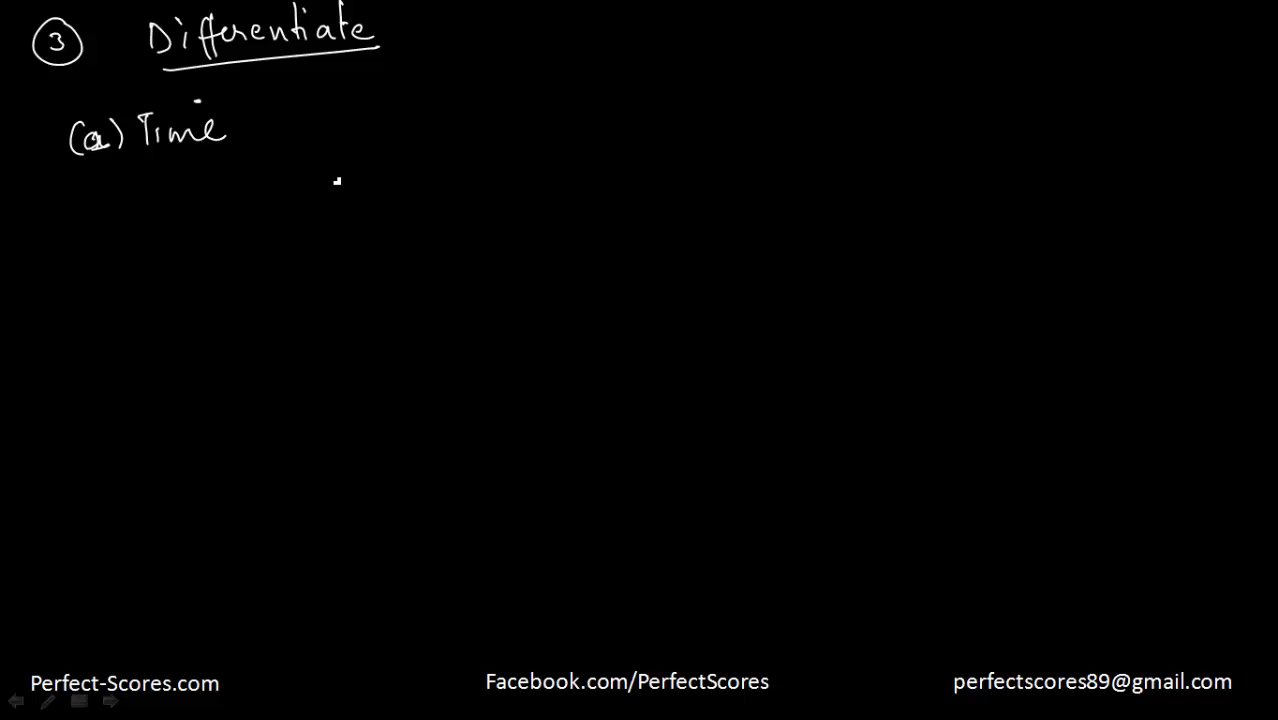 3 Differentiate
(a) Time
Perfect-Scores.com Facebook.com/PerfectScores perfectscores89@gmail.com